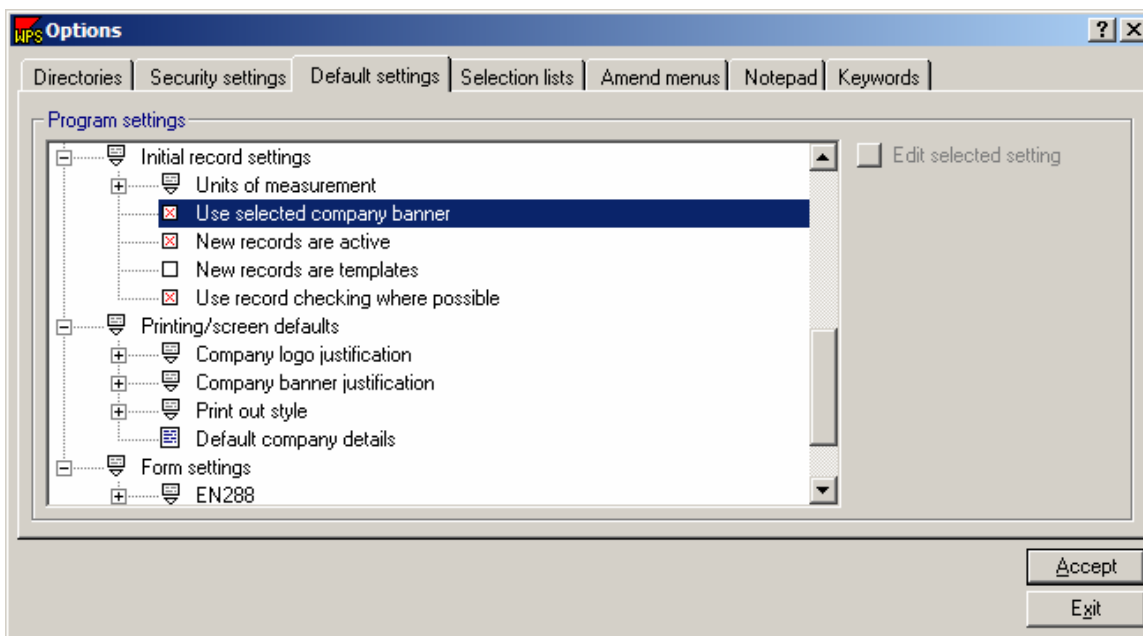 WPS Options
Directories Security settings Default settings Selection lists Amend menus Notepad Keywords
Program settings
Initial record settings
Edit selected setting
Units of measurement
Use selected company banner
New records are active
New records are templates
Use record checking where possible
Printing/screen defaults
Company logo justification
Company banner justification
Print out style
Default company details
Form settings
EN288
Accept
Exit